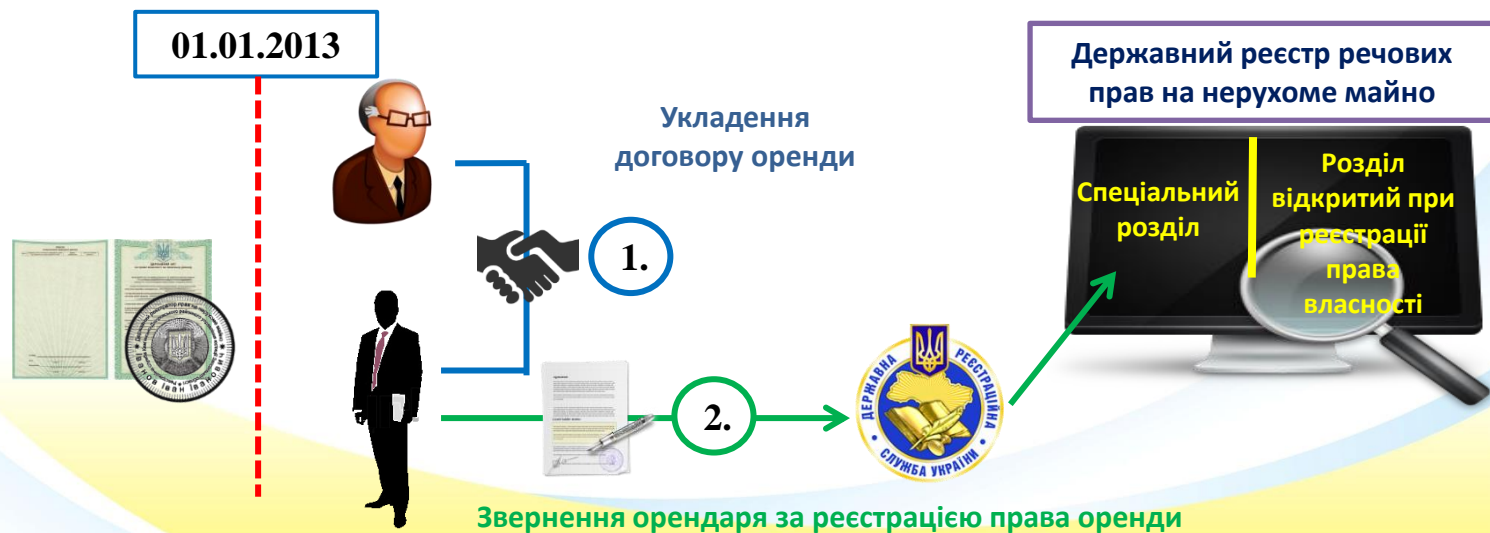 01.01.2013
Державний реєстр речових
прав на нерухоме майно
Укладення
договору оренди
Спеціальний
розділ
Розділ
відкритий при
реєстрації
права
власності
1.
2.
ДЕРЖАВНА РЕЄСТРАЦІЙНА
СЛУЖБА УКРАЇНИ
Звернення орендаря за реєстрацією права оренди